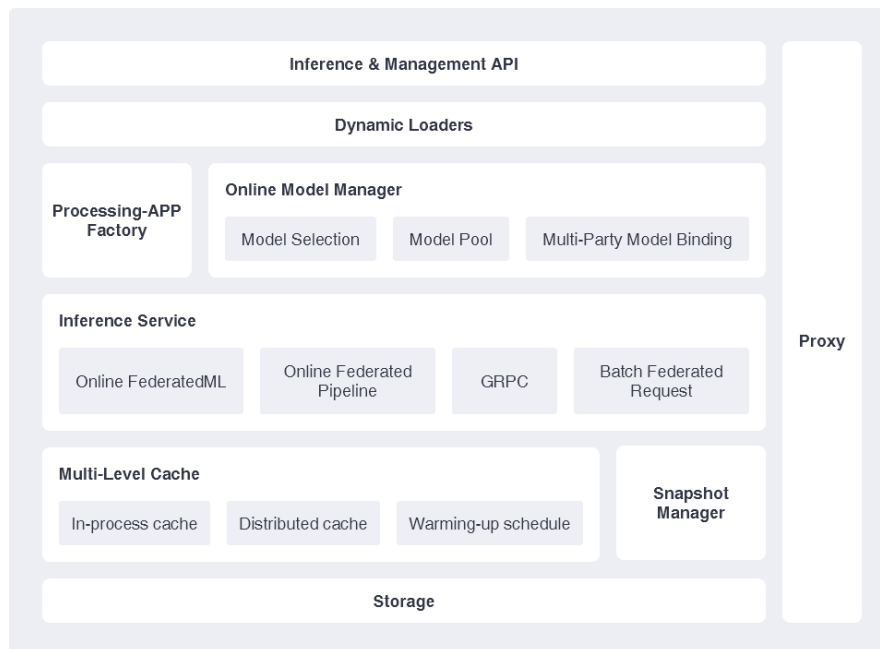 Inference & Management API
Dynamic Loaders
Processing-APP
Factory
Online Model Manager
Model Selection
Model Pool
Multi-Party Model Binding
Inference Service
Online FederatedML
Online Federated
Pipeline
GRPC
Batch Federated
Request
Multi-Level Cache
In-process cache
Distributed cache
Warming-up schedule
Snapshot
Manager
Storage
Proxy